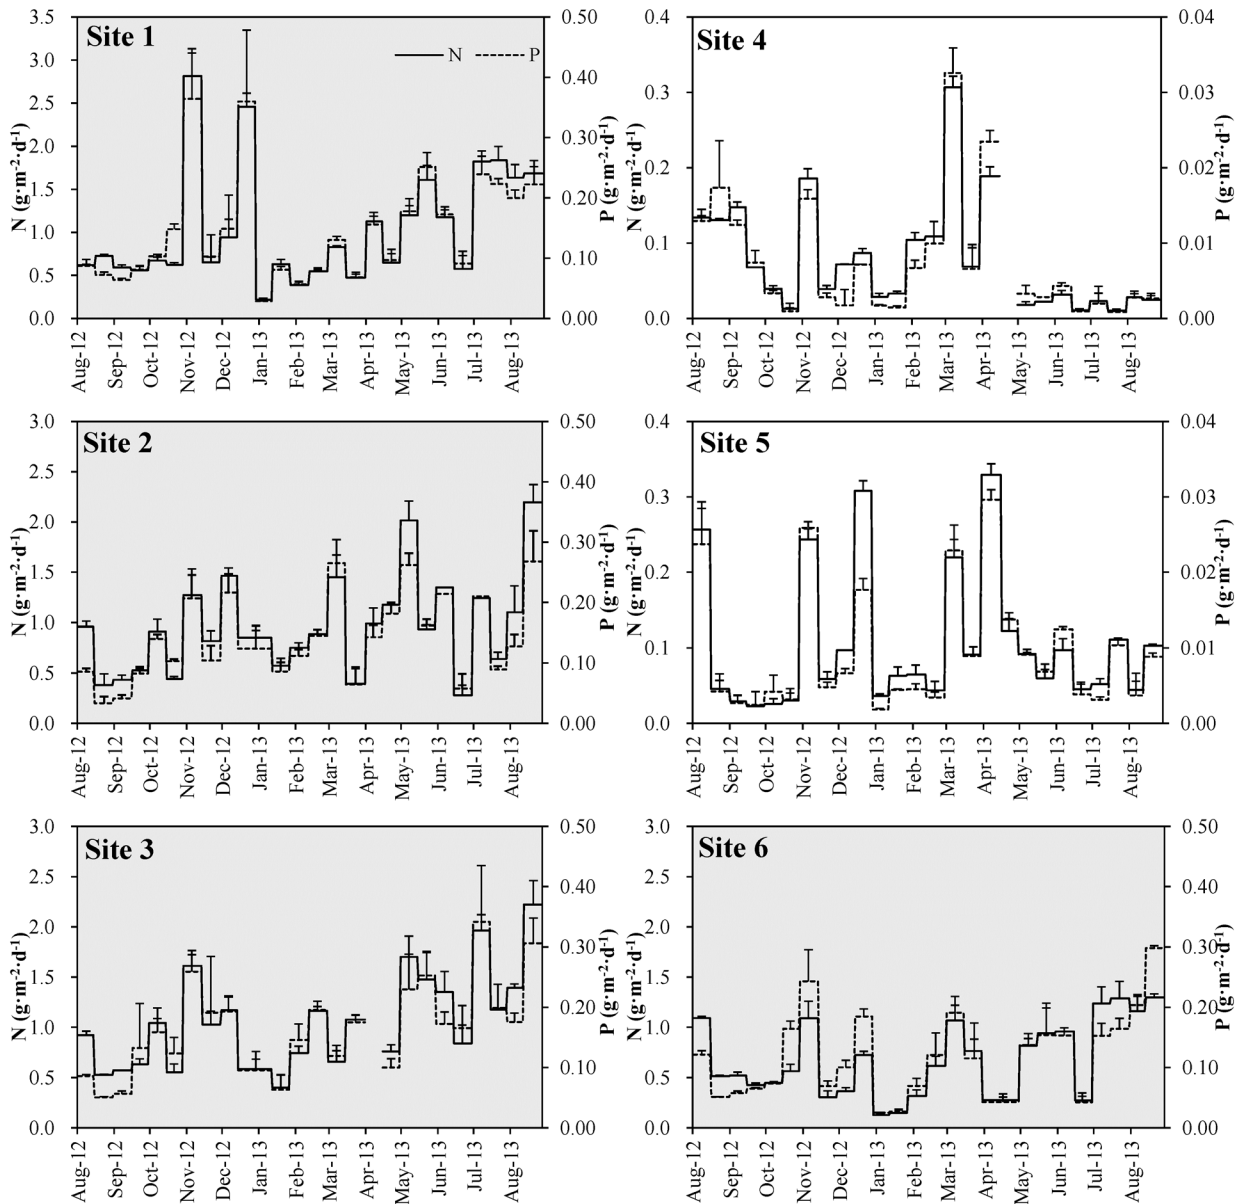 Site 1
N P
N (g·m-2·d-1)
3.5
3.0
2.5
2.0
1.5
1.0
0.5
0.0
0.50
0.40
0.30
0.20
0.10
0.00
P (g·m-2·d-1)
Aug-12 Sep-12 Oct-12 Nov-12 Dec-12 Jan-13 Feb-13 Mar-13 Apr-13 May-13 Jun-13 Jul-13 Aug-13
Site 4
N (g·m-2·d-1)
0.4
0.3
0.2
0.1
0.0
0.04
0.03
0.02
0.01
0.00
P (g·m-2·d-1)
Aug-12 Sep-12 Oct-12 Nov-12 Dec-12 Jan-13 Feb-13 Mar-13 Apr-13 May-13 Jun-13 Jul-13 Aug-13
Site 2
N (g·m-2·d-1)
3.0
2.5
2.0
1.5
1.0
0.5
0.0
0.50
0.40
0.30
0.20
0.10
0.00
P (g·m-2·d-1)
Aug-12 Sep-12 Oct-12 Nov-12 Dec-12 Jan-13 Feb-13 Mar-13 Apr-13 May-13 Jun-13 Jul-13 Aug-13
Site 5
N (g·m-2·d-1)
0.4
0.3
0.2
0.1
0.0
0.04
0.03
0.02
0.01
0.00
P (g·m-2·d-1)
Aug-12 Sep-12 Oct-12 Nov-12 Dec-12 Jan-13 Feb-13 Mar-13 Apr-13 May-13 Jun-13 Jul-13 Aug-13
Site 3
N (g·m-2·d-1)
3.0
2.5
2.0
1.5
1.0
0.5
0.0
0.50
0.40
0.30
0.20
0.10
0.00
P (g·m-2·d-1)
Aug-12 Sep-12 Oct-12 Nov-12 Dec-12 Jan-13 Feb-13 Mar-13 Apr-13 May-13 Jun-13 Jul-13 Aug-13
Site 6
N (g·m-2·d-1)
3.0
2.5
2.0
1.5
1.0
0.5
0.0
0.50
0.40
0.30
0.20
0.10
0.00
P (g·m-2·d-1)
Aug-12 Sep-12 Oct-12 Nov-12 Dec-12 Jan-13 Feb-13 Mar-13 Apr-13 May-13 Jun-13 Jul-13 Aug-13